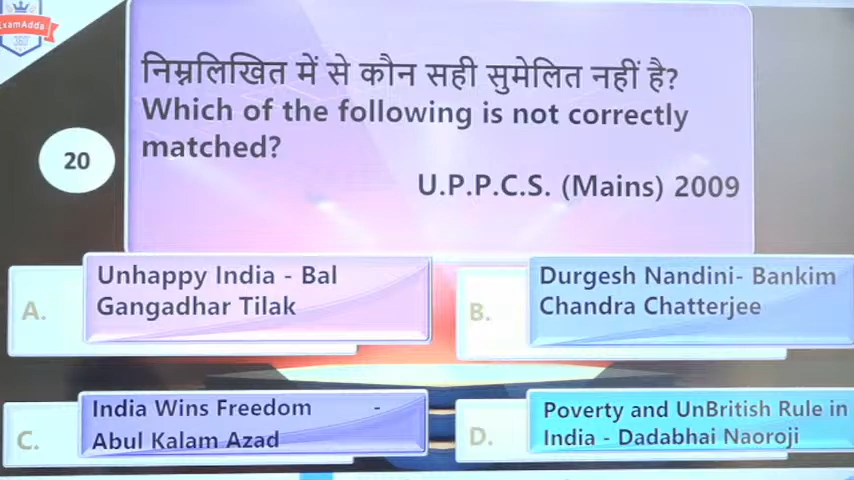 ExamAdda
360
निम्नलिखित में से कौन सही सुमेलित नहीं है?
Which of the following is not correctly
matched?
20
U.P.P.C.S. (Mains) 2009
A.
Unhappy India - Bal
Gangadhar Tilak
B.
Durgesh Nandini- Bankim
Chandra Chatterjee
C.
India Wins Freedom -
Abul Kalam Azad
D.
Poverty and UnBritish Rule in
India - Dadabhai Naoroji